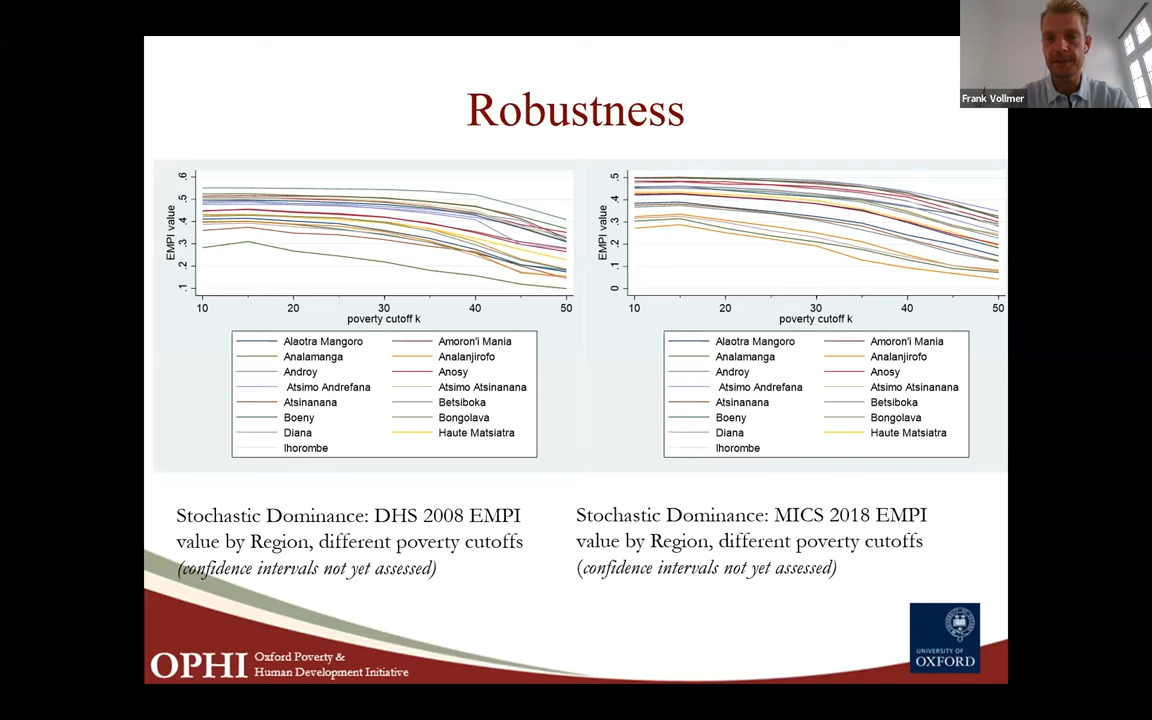 Frank Vollmer
Robustness
EMPI value
.6
.5
.4
.3
.2
.1
10 20 30 40 50
poverty cutoff k
Alaotra Mangoro Amoron'i Mania
Analamanga Analanjirofo
Androy Anosy
Atsimo Andrefana Atsimo Atsinanana
Atsinanana Betsiboka
Boeny Bongolava
Diana Haute Matsiatra
Ihorombe
EMPI value
.5
.4
.3
.2
.1
0
10 20 30 40 50
poverty cutoff k
Alaotra Mangoro Amoron'i Mania
Analamanga Analanjirofo
Androy Anosy
Atsimo Andrefana Atsimo Atsinanana
Atsinanana Betsiboka
Boeny Bongolava
Diana Haute Matsiatra
Ihorombe
Stochastic Dominance: DHS 2008 EMPI
value by Region, different poverty cutoffs
(confidence intervals not yet assessed)
Stochastic Dominance: MICS 2018 EMPI
value by Region, different poverty cutoffs
(confidence intervals not yet assessed)
OPHI
Oxford Poverty &
Human Development Initiative
UNIVERSITY OF
OXFORD